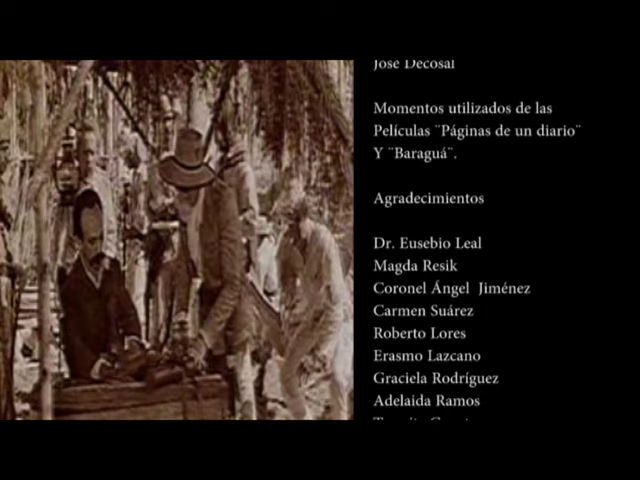 José Decosal
Momentos utilizados de las
Películas ¨Páginas de un diario¨
Y ¨Baraguá¨.
Agradecimientos
Dr. Eusebio Leal
Magda Resik
Coronel Ángel Jiménez
Carmen Suárez
Roberto Lores
Erasmo Lazcano
Graciela Rodríguez
Adelaida Ramos